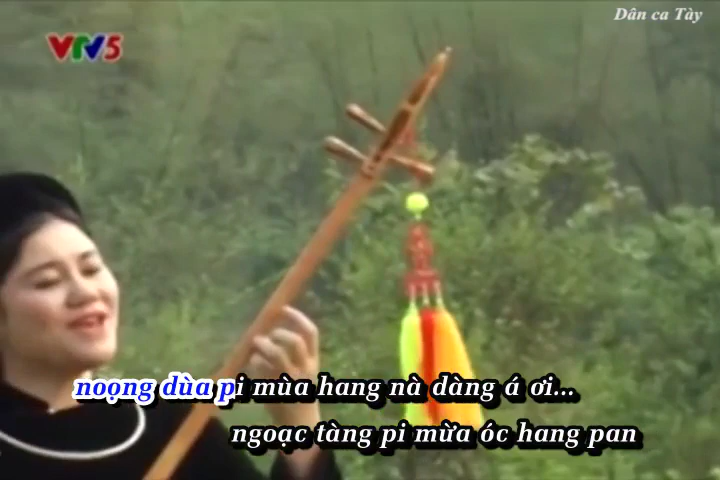 Dân ca Tày
VTV5
noọng dùa pi mùa hang nà dàng á ơi...
ngoạc tàng pi mừa óc hang pan